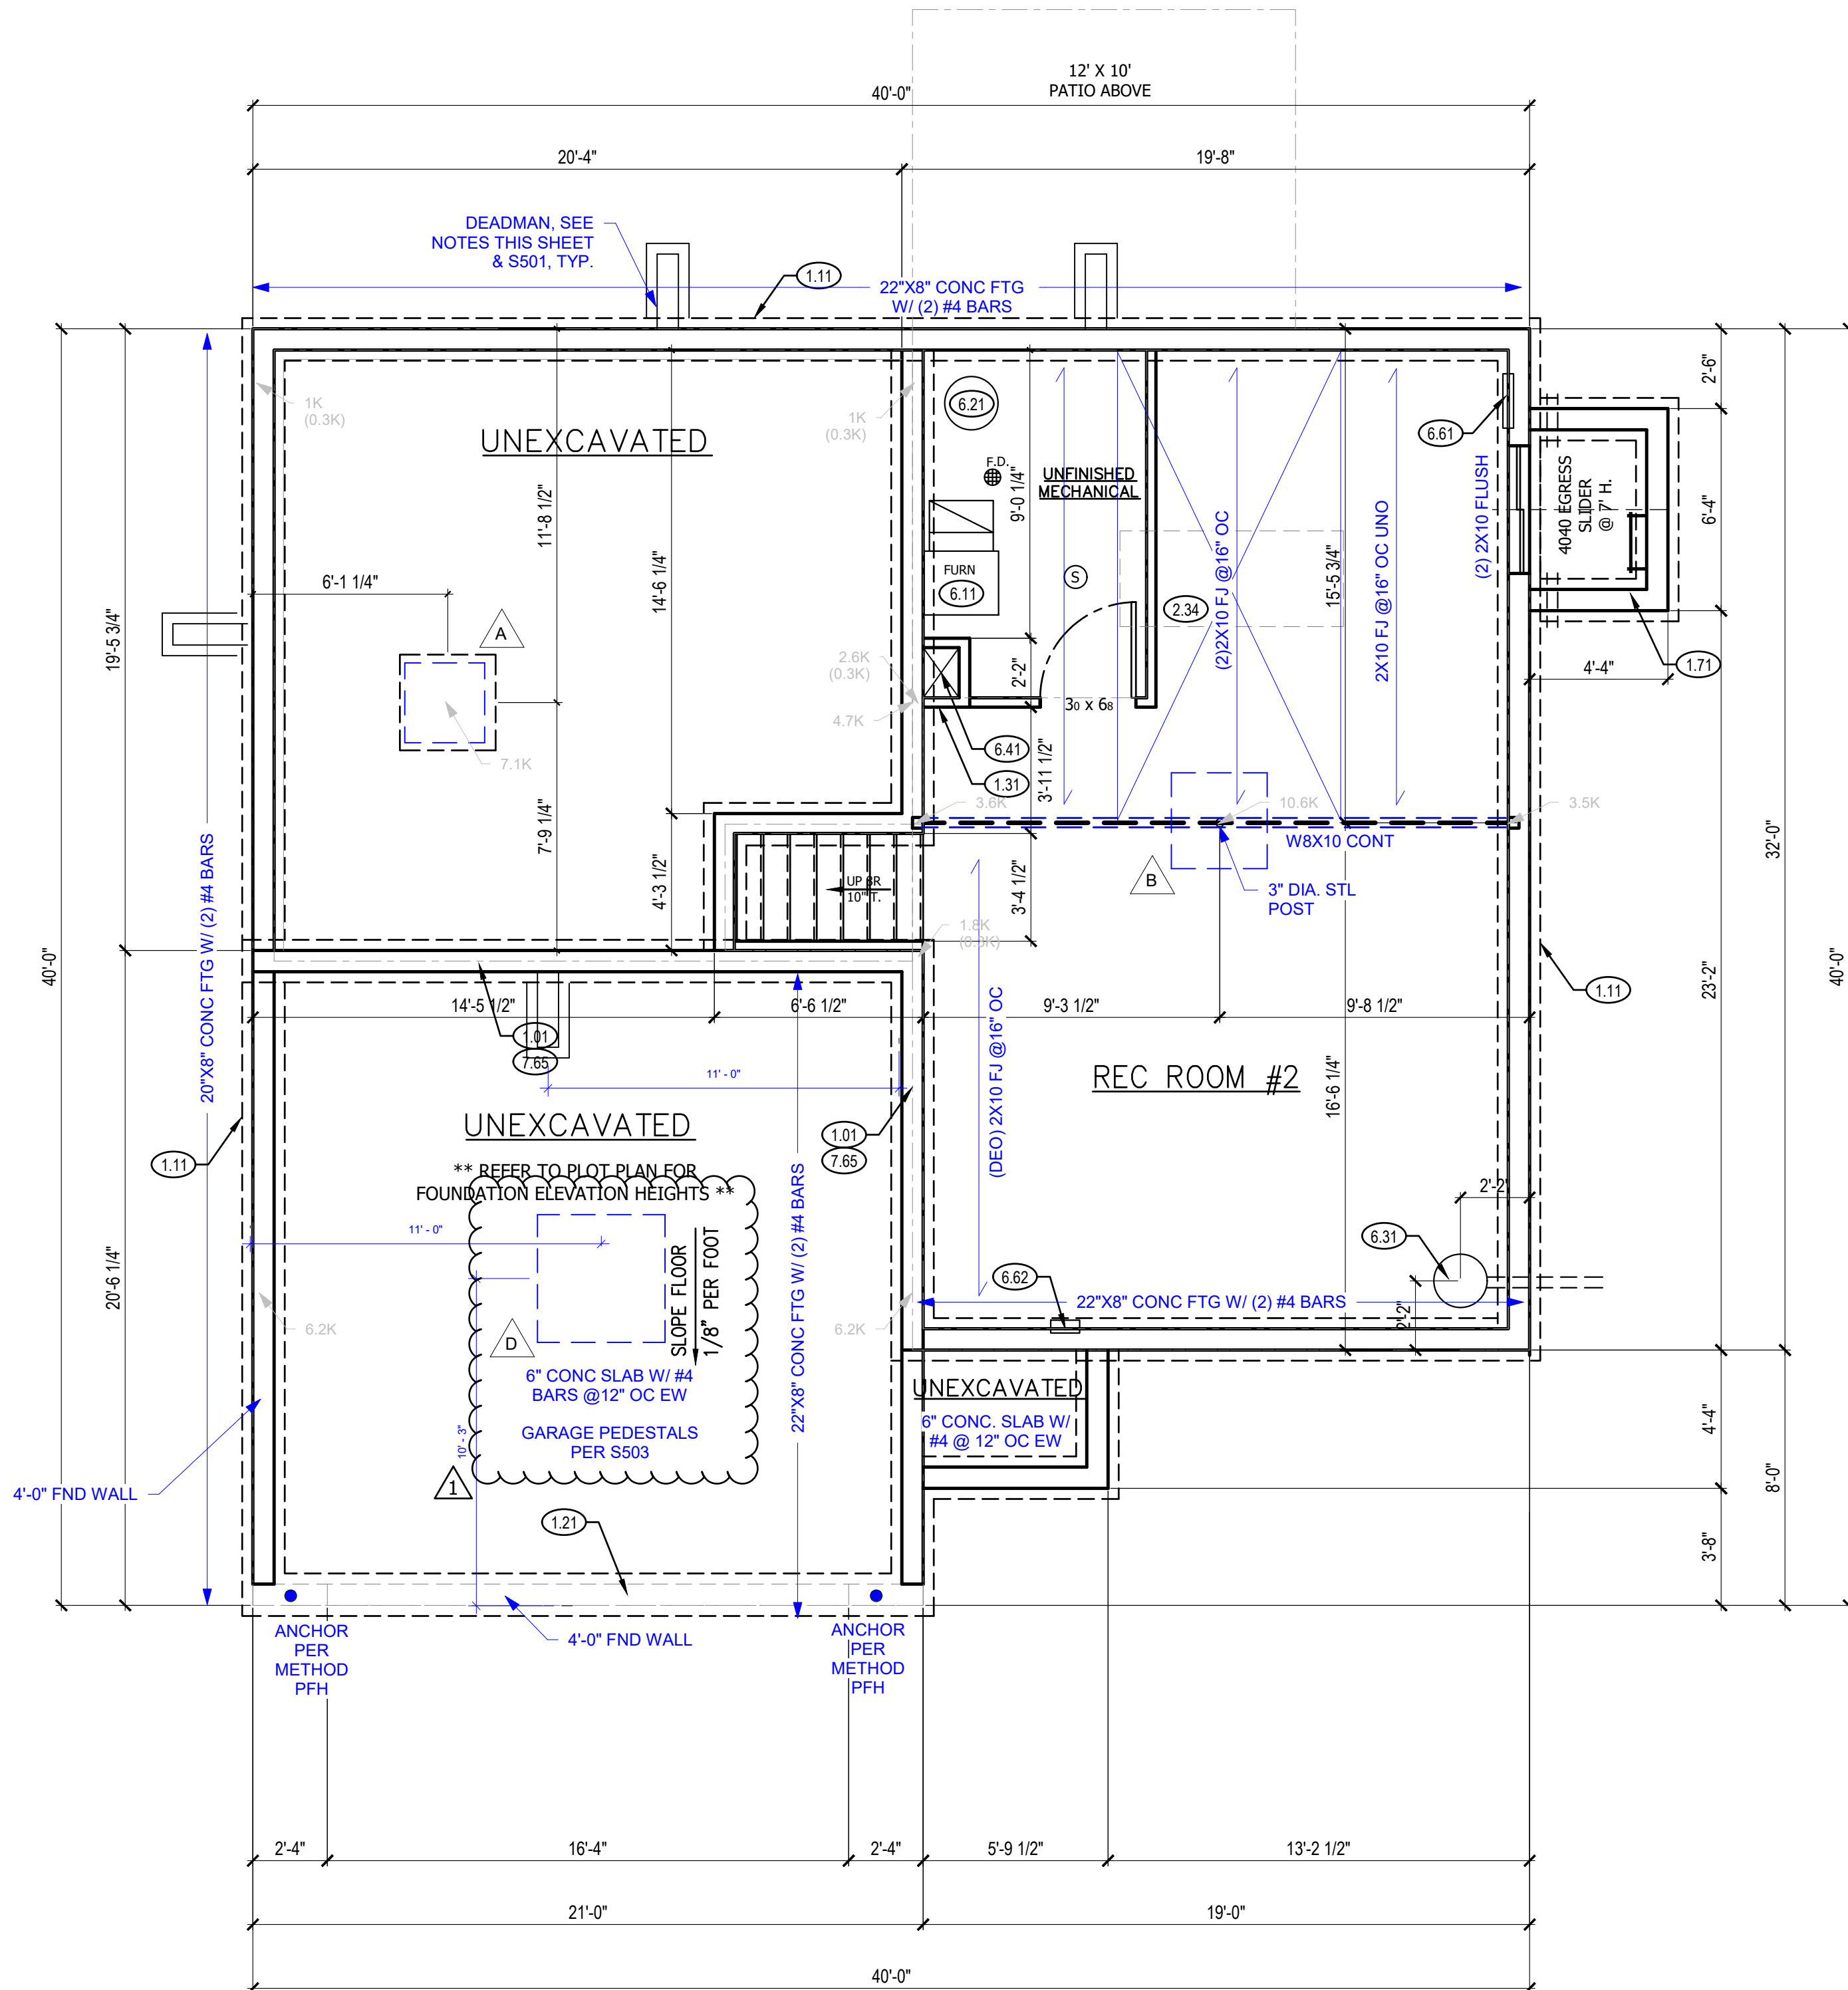 12' X 10'
PATIO ABOVE
40'-0"
20'-4"
19'-8"
DEADMAN, SEE
NOTES THIS SHEET
& S501, TYP.
1.11
22"X8" CONC FTG
W/ (2) #4 BARS
1K
(0.3K)
1K
(0.3K)
UNEXCAVATED
6.21
F.D.
UNFINISHED
MECHANICAL
9'-0 1/4"
6.61
(2) 2X10 FLUSH
4040 EGRESS
SLIDER
@ 7' H.
2'-6"
6'-4"
11'-8 1/2"
14'-6 1/4"
6'-1 1/4"
FURN
6.11
S
2.34
(2)2X10 FJ @16" OC
15'-5 3/4"
2X10 FJ @16" OC UNO
A
2.6K
(0.3K)
4.7K
2'-2"
30 x 68
1.71
4'-4"
19'-5 3/4"
7.1K
6.41
1.31
3'-11 1/2"
3.6K
10.6K
3.5K
W8X10 CONT
7'-9 1/4"
4'-3 1/2"
UP 8R
10" T.
3'-4 1/2"
B
3" DIA. STL
POST
1.8K
32'-0"
40'-0"
40'-0"
20"X8" CONC FTG W/ (2) #4 BARS
1.11
23'-2"
14'-5 1/2"
6'-6 1/2"
9'-3 1/2"
9'-8 1/2"
1.01
7.65
11' - 0"
(DEO) 2X10 FJ @16" OC
REC ROOM #2
16'-6 1/4"
UNEXCAVATED
1.01
7.65
1.11
** REFER TO PLOT PLAN FOR
FOUNDATION ELEVATION HEIGHTS **
11' - 0"
SLOPE FLOOR
1/8" PER FOOT
22"X8" CONC FTG W/ (2) #4 BARS
2'-2"
6.31
6.62
22"X8" CONC FTG W/ (2) #4 BARS
2'-2"
20'-6 1/4"
6.2K
6.2K
D
6" CONC SLAB W/ #4
BARS @12" OC EW
GARAGE PEDESTALS
PER S503
10' - 3"
1
UNEXCAVATED
6" CONC. SLAB W/
#4 @ 12" OC EW
4'-4"
8'-0"
3'-8"
4'-0" FND WALL
1.21
ANCHOR
PER
METHOD
PFH
4'-0" FND WALL
ANCHOR
PER
METHOD
PFH
2'-4"
16'-4"
2'-4"
5'-9 1/2"
13'-2 1/2"
21'-0"
19'-0"
40'-0"